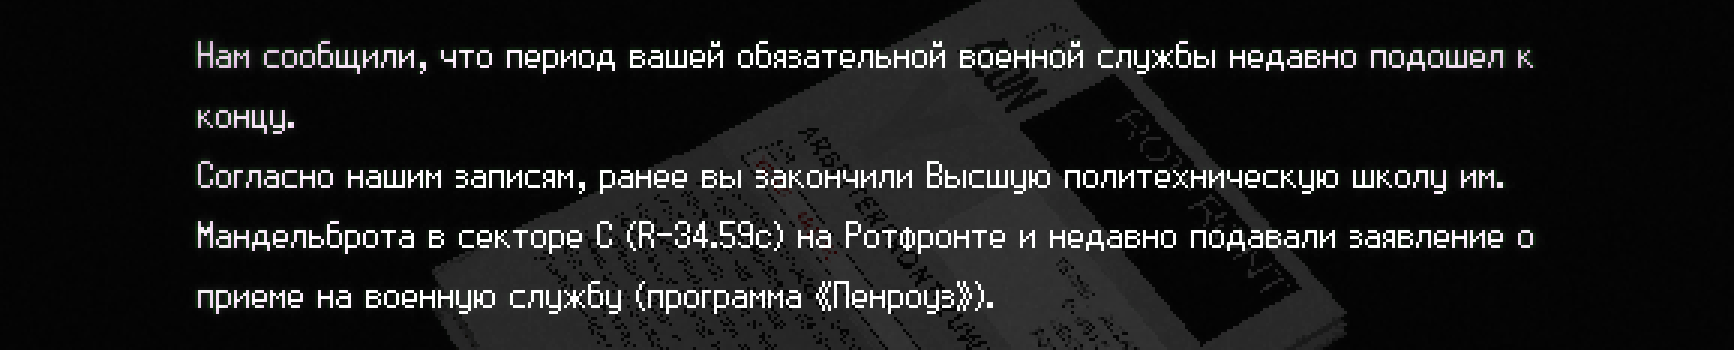 Нам сообщили, что период вашей обязательной военной службы недавно подошел к
концу.
Согласно нашим записям, ранее вы закончили Высшую политехническую школу им.
Мандельброта в секторе С (R-34.59с) на Ротфронте и недавно подавали заявление о
приеме на военную службу (программа «Пенроуз»).